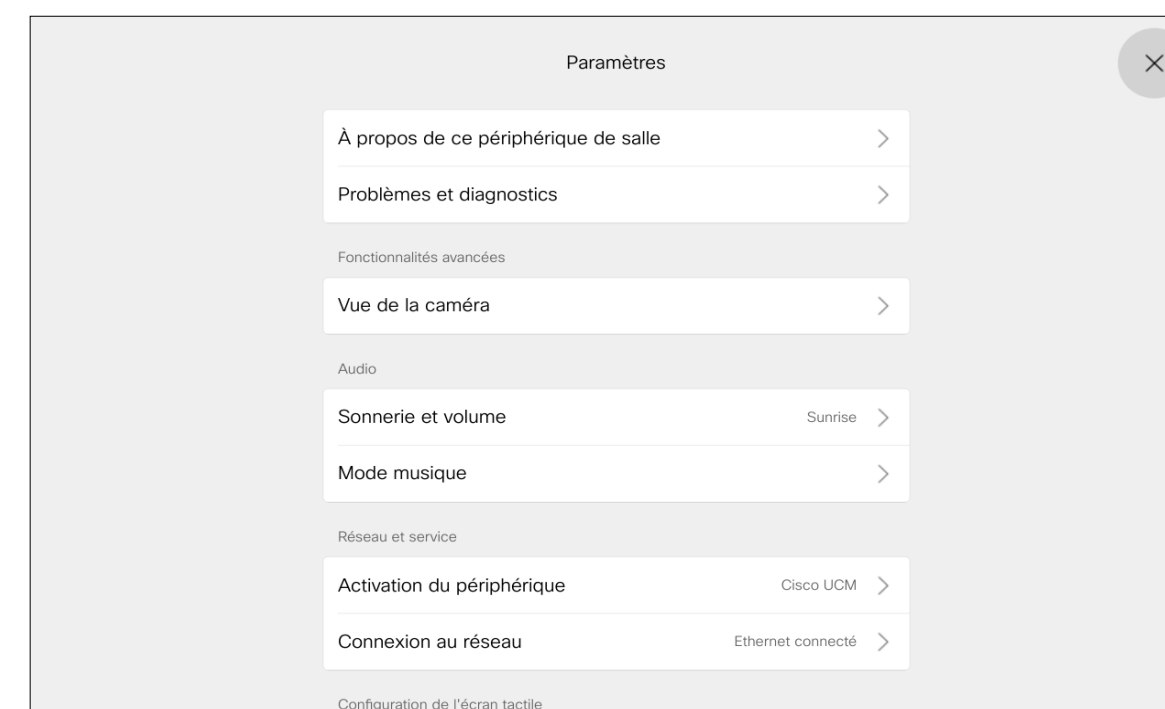 Paramètres
À propos de ce périphérique de salle
Problèmes et diagnostics
Fonctionnalités avancées
Vue de la caméra
Audio
Sonnerie et volume Sunrise
Mode musique
Réseau et service
Activation du périphérique Cisco UCM
Connexion au réseau Ethernet connecté
Configuration de l'écran tactile